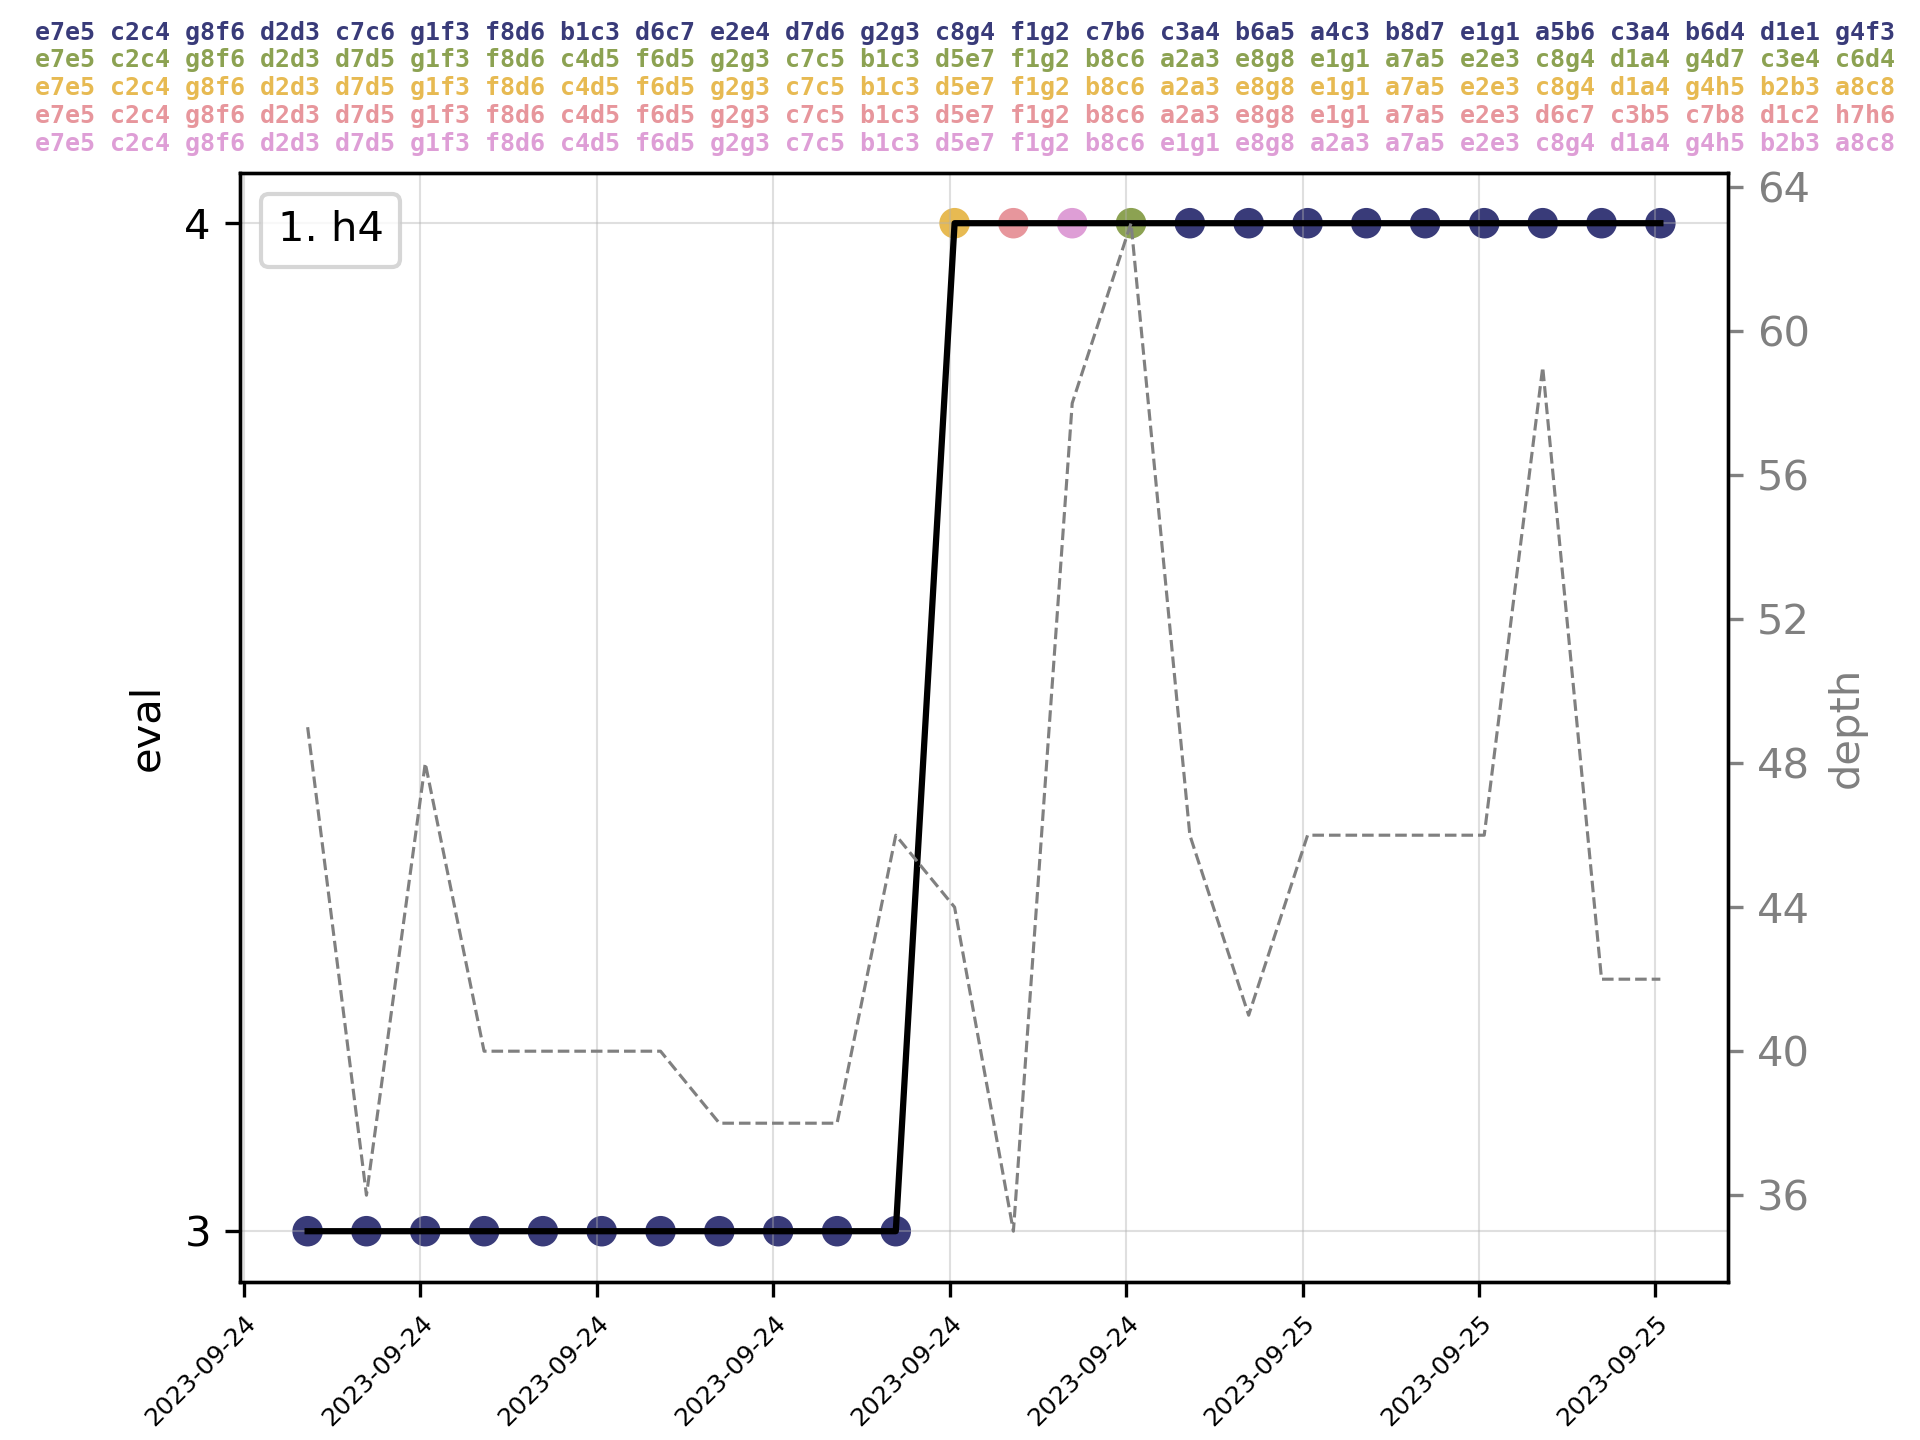 e7e5 c2c4 g8f6 d2d3 c7c6 g1f3 f8d6 b1c3 d6c7 e2e4 d7d6 g2g3 c8g4 f1g2 c7b6 c3a4 b6a5 a4c3 b8d7 e1g1 a5b6 c3a4 b6d4 d1e1 g4f3
e7e5 c2c4 g8f6 d2d3 d7d5 g1f3 f8d6 c4d5 f6d5 g2g3 c7c5 b1c3 d5e7 f1g2 b8c6 a2a3 e8g8 e1g1 a7a5 e2e3 c8g4 d1a4 g4d7 c3e4 c6d4
e7e5 c2c4 g8f6 d2d3 d7d5 g1f3 f8d6 c4d5 f6d5 g2g3 c7c5 b1c3 d5e7 f1g2 b8c6 a2a3 e8g8 e1g1 a7a5 e2e3 c8g4 d1a4 g4h5 b2b3 a8c8
e7e5 c2c4 g8f6 d2d3 d7d5 g1f3 f8d6 c4d5 f6d5 g2g3 c7c5 b1c3 d5e7 f1g2 b8c6 a2a3 e8g8 e1g1 a7a5 e2e3 d6c7 c3b5 c7b8 d1c2 h7h6
e7e5 c2c4 g8f6 d2d3 d7d5 g1f3 f8d6 c4d5 f6d5 g2g3 c7c5 b1c3 d5e7 f1g2 b8c6 e1g1 e8g8 a2a3 a7a5 e2e3 c8g4 d1a4 g4h5 b2b3 a8c8
1. h4
4
3
eval
64
60
56
52
48
44
40
36
depth
2023-09-24
2023-09-24
2023-09-24
2023-09-24
2023-09-24
2023-09-24
2023-09-25
2023-09-25
2023-09-25